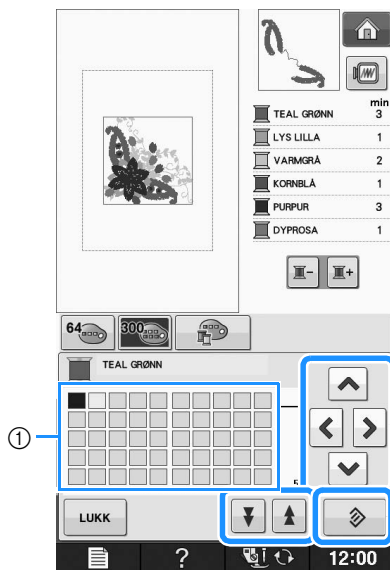 min
TEAL GRØNN 3
LYS LILLA 1
VARMGRÅ 2
KORNBLÅ 1
PURPUR 3
DYPROSA 1
64
300
TEAL GRØNN
①
5
LUKK
?
12:00